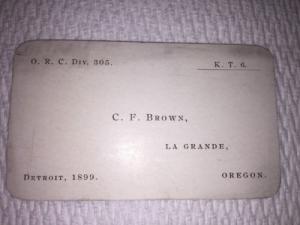 O. R. C. Div. 305. K. T. 6.
C. F. Brown,
LA GRANDE,
Detroit, 1899. OREGON.